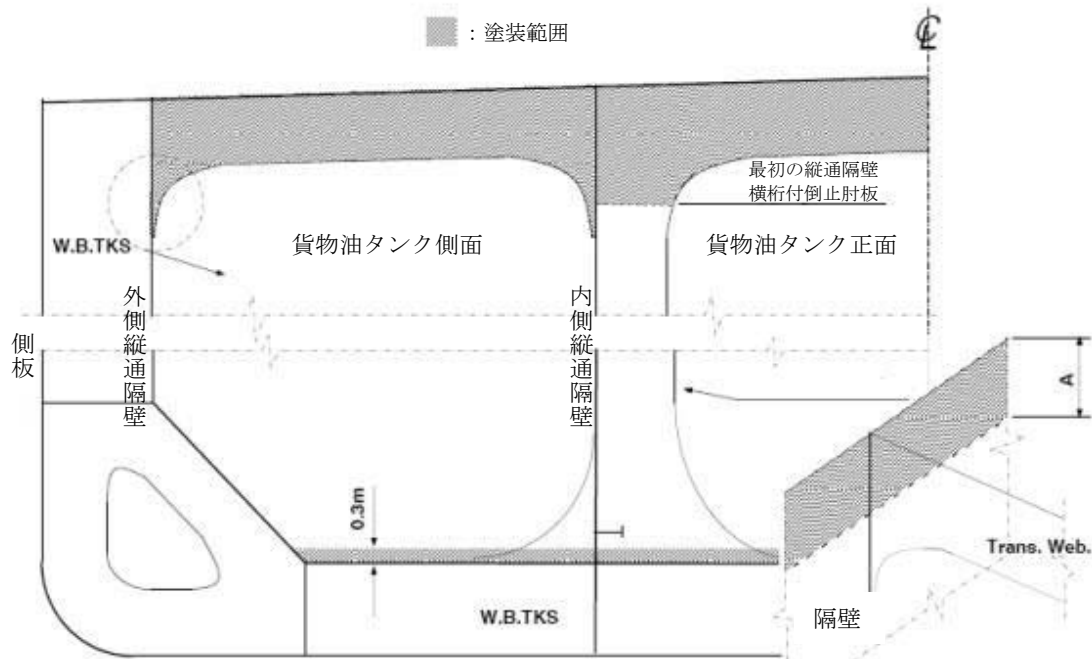 ：塗装範囲
℄
最初の縦通隔壁
横桁付倒止肘板
W.B.TKS
貨物油タンク側面
貨物油タンク正面
側板
外側縦通隔壁
内側縦通隔壁
A
0.3m
Trans. Web.
W.B.TKS
隔壁